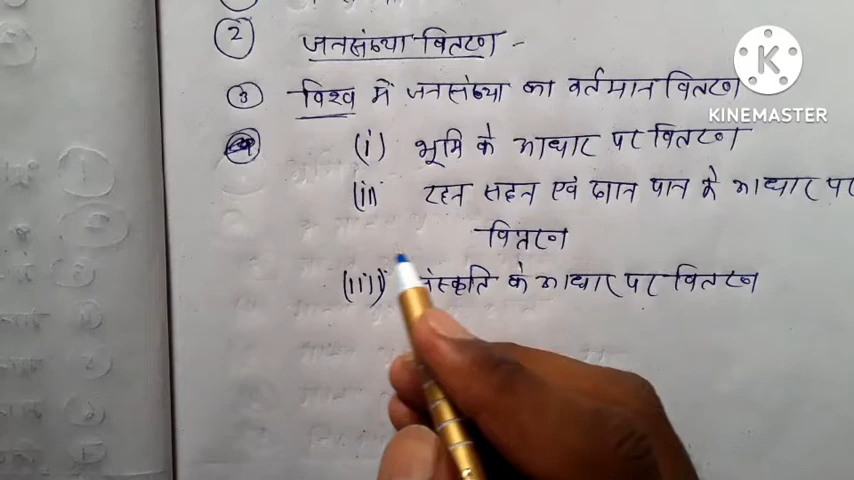 ② जनसंख्या वितरण -
③ विश्व में जनसंख्या का वर्तमान वितरण
(i) भूमि के आधार पर वितरण
(ii) रहन सहन एवं खान पान के आधार पर
वितरण
(iii) संस्कृति के आधार पर वितरण
K
KINEMASTER